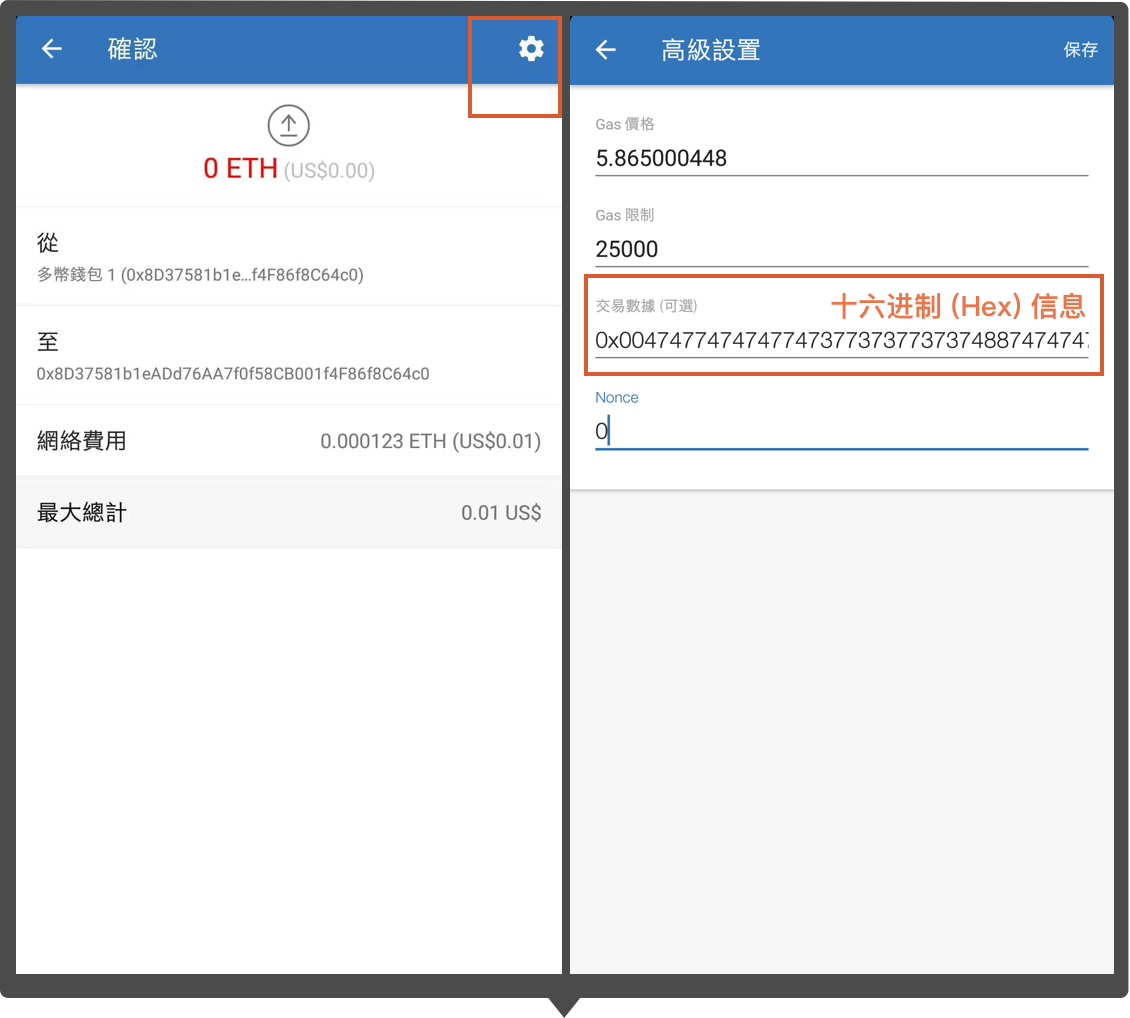 確認
0 ETH (US$0.00)
從
多幣錢包 1 (0x8D37581b1e...f4F86f8C64c0)
至
0x8D37581b1eADd76AA7f0f58CB001f4F86f8C64c0
網絡費用 0.000123 ETH (US$0.01)
最大總計 0.01 US$
高級設置 保存
Gas 價格
5.865000448
Gas 限制
25000
交易數據 (可選) 十六进制 (Hex) 信息
0x00474774747477473773737737374887474747
Nonce
0